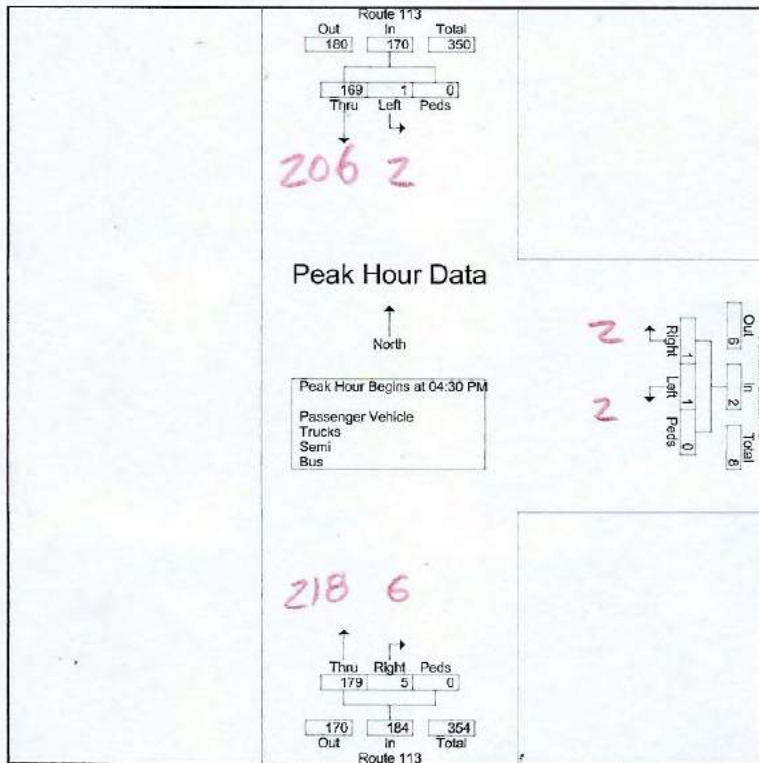 Route 113
Out In Total
180 170 350
169 1 0
Thru Left Peds
206 2
Peak Hour Data
North
Peak Hour Begins at 04:30 PM
Passenger Vehicle
Trucks
Semi
Bus
Out In Total
6 2 8
1 1 0
Right Left Peds
2
2
218 6
Thru Right Peds
179 5 0
170 184 354
Out In Total
Route 113